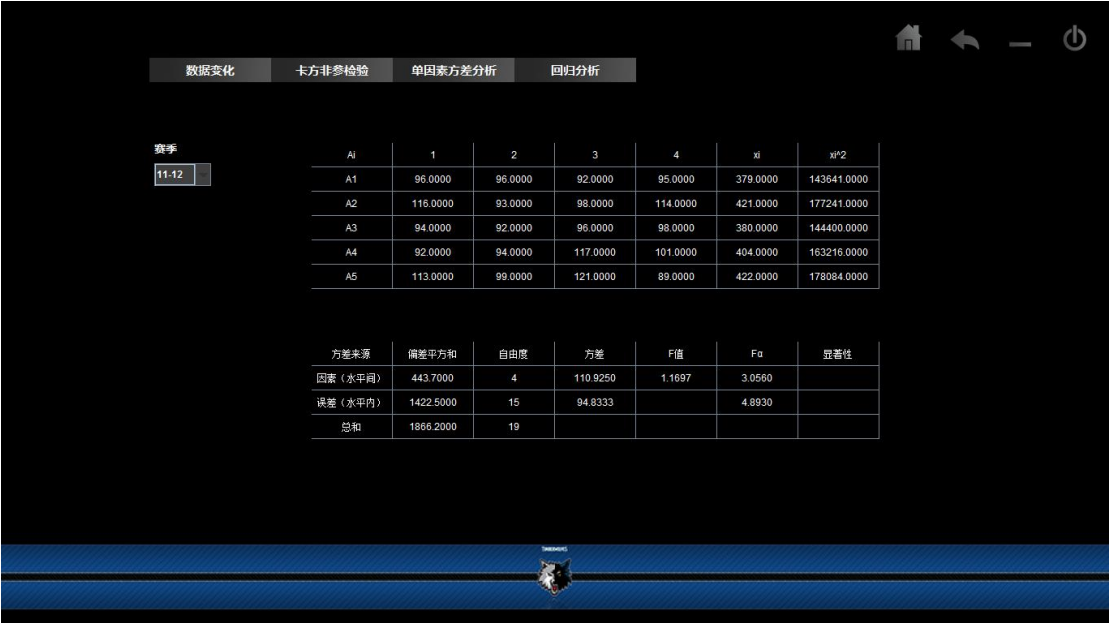 数据变化 卡方非参检验 单因素方差分析 回归分析
赛季
11-12
Ai 1 2 3 4 xi xi^2
A1 96.0000 96.0000 92.0000 95.0000 379.0000 143641.0000
A2 116.0000 93.0000 98.0000 114.0000 421.0000 177241.0000
A3 94.0000 92.0000 96.0000 98.0000 380.0000 144400.0000
A4 92.0000 94.0000 117.0000 101.0000 404.0000 163216.0000
A5 113.0000 99.0000 121.0000 89.0000 422.0000 178084.0000
方差来源 偏差平方和 自由度 方差 F值 Fα 显著性
因素（水平间） 443.7000 4 110.9250 1.1697 3.0560
误差（水平内） 1422.5000 15 94.8333 4.8930
总和 1866.2000 19